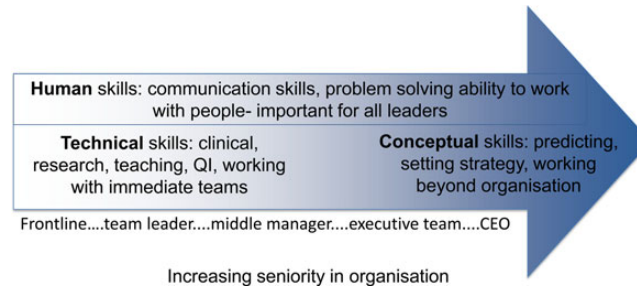 Human skills: communication skills, problem solving ability to work
with people- important for all leaders
Technical skills: clinical,
research, teaching, QI, working
with immediate teams
Conceptual skills: predicting,
setting strategy, working
beyond organisation
Frontline....team leader....middle manager....executive team....CEO
Increasing seniority in organisation